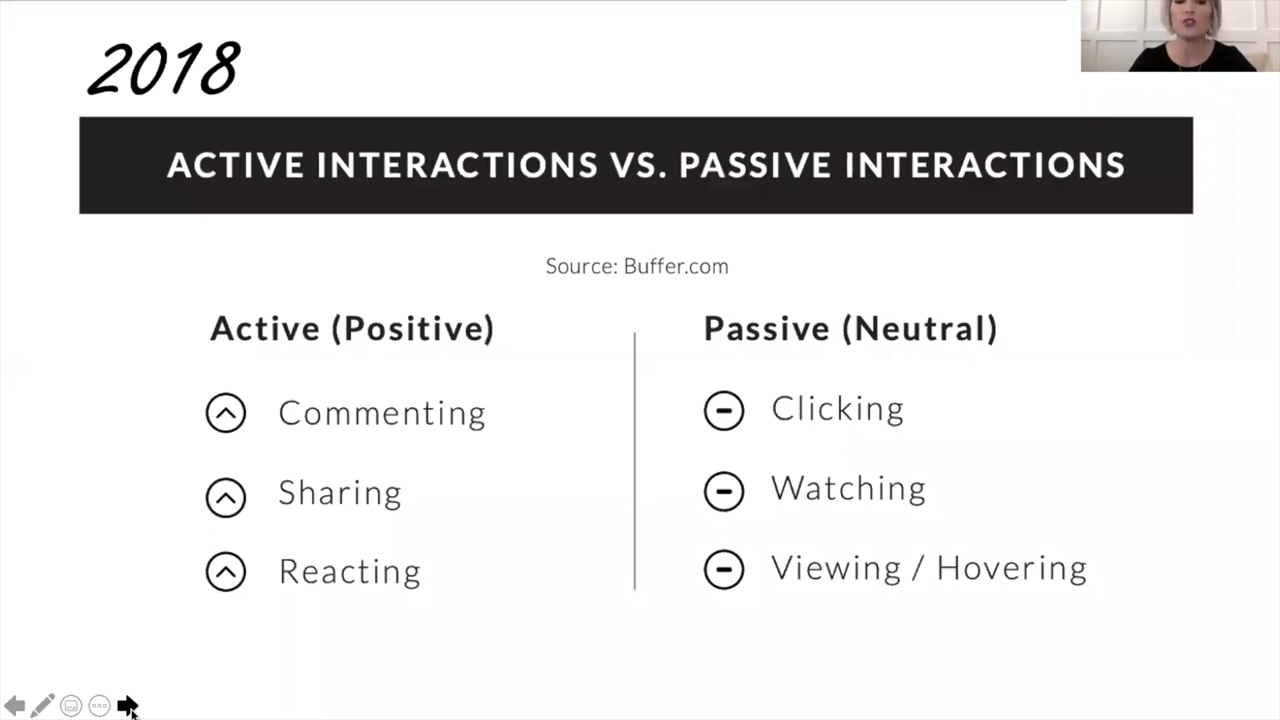 2018
ACTIVE INTERACTIONS VS. PASSIVE INTERACTIONS
Source: Buffer.com
Active (Positive)
Commenting
Sharing
Reacting
Passive (Neutral)
Clicking
Watching
Viewing / Hovering